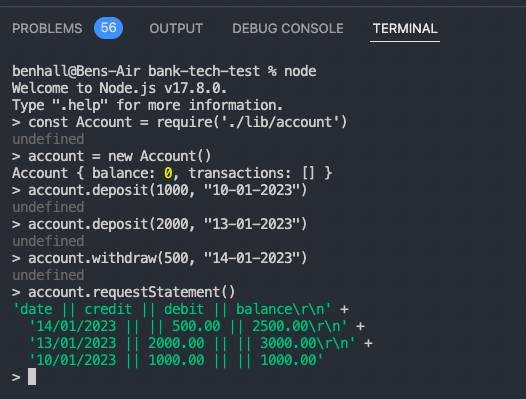 PROBLEMS 56 OUTPUT DEBUG CONSOLE TERMINAL
benhall@Bens-Air bank-tech-test % node
Welcome to Node.js v17.8.0.
Type ".help" for more information.
> const Account = require('./lib/account')
undefined
> account = new Account()
Account { balance: 0, transactions: [] }
> account.deposit(1000, "10-01-2023")
undefined
> account.deposit(2000, "13-01-2023")
undefined
> account.withdraw(500, "14-01-2023")
undefined
> account.requestStatement()
'date || credit || debit || balance\r\n' +
  '14/01/2023 || || 500.00 || 2500.00\r\n' +
  '13/01/2023 || 2000.00 || || 3000.00\r\n' +
  '10/01/2023 || 1000.00 || || 1000.00'
>